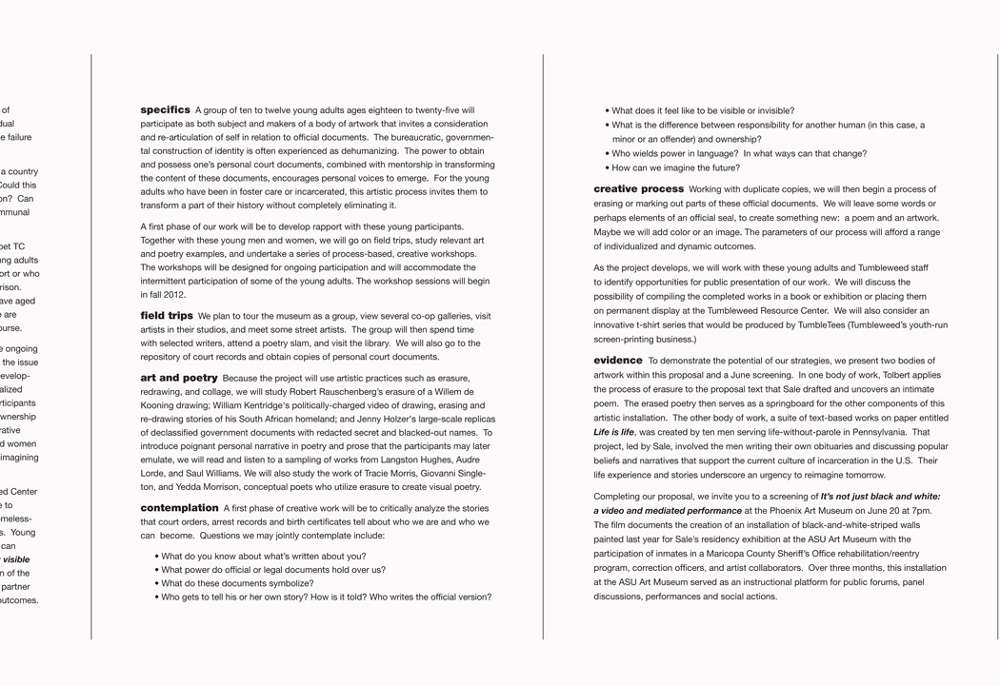 of
dual
e failure
a country
Could this
on?  Can
mmunal
pet TC
ung adults
ort or who
rison.
ave aged
e are
ourse.
e ongoing
the issue
evelop-
alized
rticipants
wnership
rative
d women
imagining
ed Center
e to
omeless-
s.  Young
can
visible
n of the
partner
outcomes.
specifics  A group of ten to twelve young adults ages eighteen to twenty-five will
participate as both subject and makers of a body of artwork that invites a consideration
and re-articulation of self in relation to official documents.  The bureaucratic, governmen-
tal construction of identity is often experienced as dehumanizing.  The power to obtain
and possess one's personal court documents, combined with mentorship in transforming
the content of these documents, encourages personal voices to emerge.  For the young
adults who have been in foster care or incarcerated, this artistic process invites them to
transform a part of their history without completely eliminating it.
A first phase of our work will be to develop rapport with these young participants.
Together with these young men and women, we will go on field trips, study relevant art
and poetry examples, and undertake a series of process-based, creative workshops.
The workshops will be designed for ongoing participation and will accommodate the
intermittent participation of some of the young adults. The workshop sessions will begin
in fall 2012.
field trips  We plan to tour the museum as a group, view several co-op galleries, visit
artists in their studios, and meet some street artists.  The group will then spend time
with selected writers, attend a poetry slam, and visit the library.  We will also go to the
repository of court records and obtain copies of personal court documents.
art and poetry  Because the project will use artistic practices such as erasure,
redrawing, and collage, we will study Robert Rauschenberg's erasure of a Willem de
Kooning drawing; William Kentridge's politically-charged video of drawing, erasing and
re-drawing stories of his South African homeland; and Jenny Holzer's large-scale replicas
of declassified government documents with redacted secret and blacked-out names.  To
introduce poignant personal narrative in poetry and prose that the participants may later
emulate, we will read and listen to a sampling of works from Langston Hughes, Audre
Lorde, and Saul Williams. We will also study the work of Tracie Morris, Giovanni Single-
ton, and Yedda Morrison, conceptual poets who utilize erasure to create visual poetry.
contemplation  A first phase of creative work will be to critically analyze the stories
that court orders, arrest records and birth certificates tell about who we are and who we
can  become.  Questions we may jointly contemplate include:
• What do you know about what's written about you?
• What power do official or legal documents hold over us?
• What do these documents symbolize?
• Who gets to tell his or her own story? How is it told? Who writes the official version?
• What does it feel like to be visible or invisible?
• What is the difference between responsibility for another human (in this case, a
minor or an offender) and ownership?
• Who wields power in language?  In what ways can that change?
• How can we imagine the future?
creative process  Working with duplicate copies, we will then begin a process of
erasing or marking out parts of these official documents.  We will leave some words or
perhaps elements of an official seal, to create something new:  a poem and an artwork.
Maybe we will add color or an image. The parameters of our process will afford a range
of individualized and dynamic outcomes.
As the project develops, we will work with these young adults and Tumbleweed staff
to identify opportunities for public presentation of our work.  We will discuss the
possibility of compiling the completed works in a book or exhibition or placing them
on permanent display at the Tumbleweed Resource Center.  We will also consider an
innovative t-shirt series that would be produced by TumbleTees (Tumbleweed's youth-run
screen-printing business.)
evidence  To demonstrate the potential of our strategies, we present two bodies of
artwork within this proposal and a June screening.  In one body of work, Tolbert applies
the process of erasure to the proposal text that Sale drafted and uncovers an intimate
poem.  The erased poetry then serves as a springboard for the other components of this
artistic installation.  The other body of work, a suite of text-based works on paper entitled
Life is life, was created by ten men serving life-without-parole in Pennsylvania.  That
project, led by Sale, involved the men writing their own obituaries and discussing popular
beliefs and narratives that support the current culture of incarceration in the U.S.  Their
life experience and stories underscore an urgency to reimagine tomorrow.
Completing our proposal, we invite you to a screening of It's not just black and white:
a video and mediated performance at the Phoenix Art Museum on June 20 at 7pm.
The film documents the creation of an installation of black-and-white-striped walls
painted last year for Sale's residency exhibition at the ASU Art Museum with the
participation of inmates in a Maricopa County Sheriff's Office rehabilitation/reentry
program, correction officers, and artist collaborators.  Over three months, this installation
at the ASU Art Museum served as an instructional platform for public forums, panel
discussions, performances and social actions.